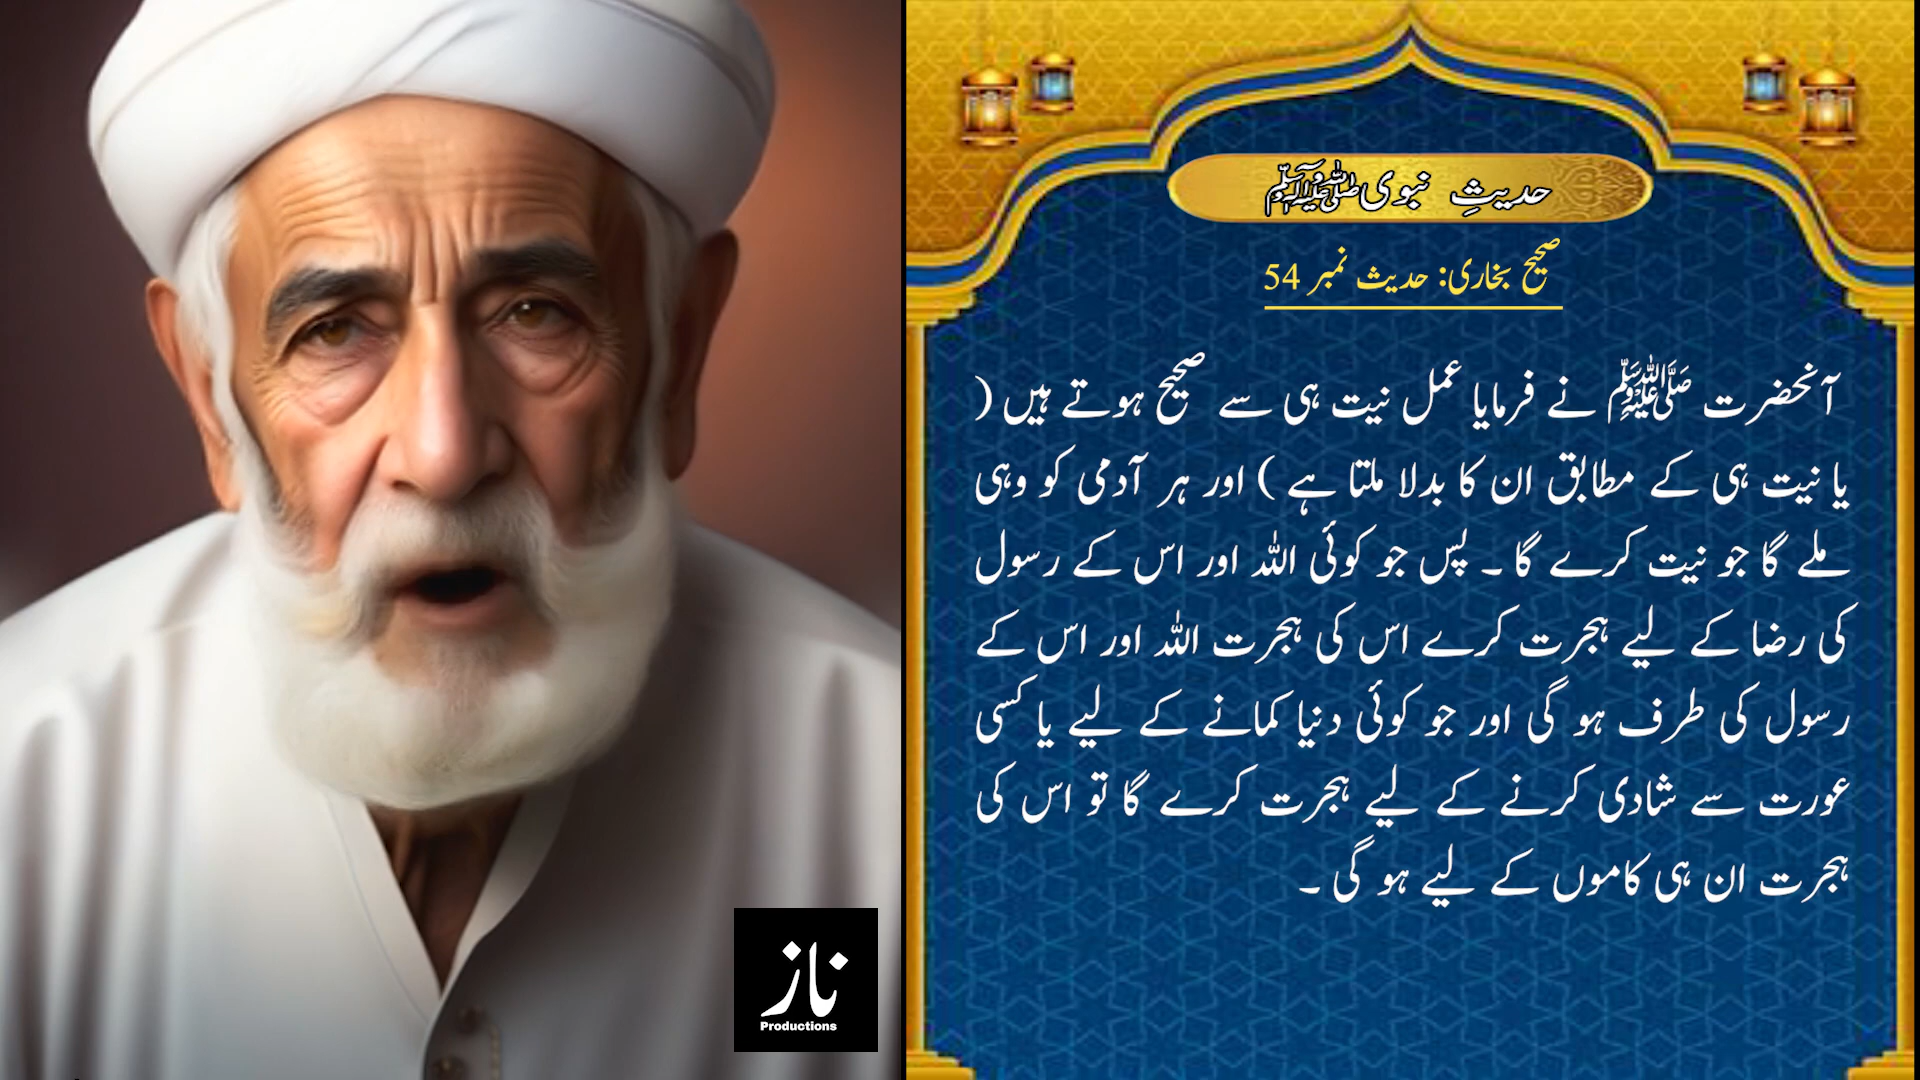 حدیثِ نبوی ﷺ
صحیح بخاری: حدیث نمبر 54
آنحضرت ﷺ نے فرمایا عمل نیت ہی سے صحیح ہوتے ہیں (
یا نیت ہی کے مطابق ان کا بدلا ملتا ہے ) اور ہر آدمی کو وہی
ملے گا جو نیت کرے گا ۔ پس جو کوئی اللہ اور اس کے رسول
کی رضا کے لیے ہجرت کرے اس کی ہجرت اللہ اور اس کے
رسول کی طرف ہو گی اور جو کوئی دنیا کمانے کے لیے یا کسی
عورت سے شادی کرنے کے لیے ہجرت کرے گا تو اس کی
ہجرت ان ہی کاموں کے لیے ہو گی ۔
ناز
Productions